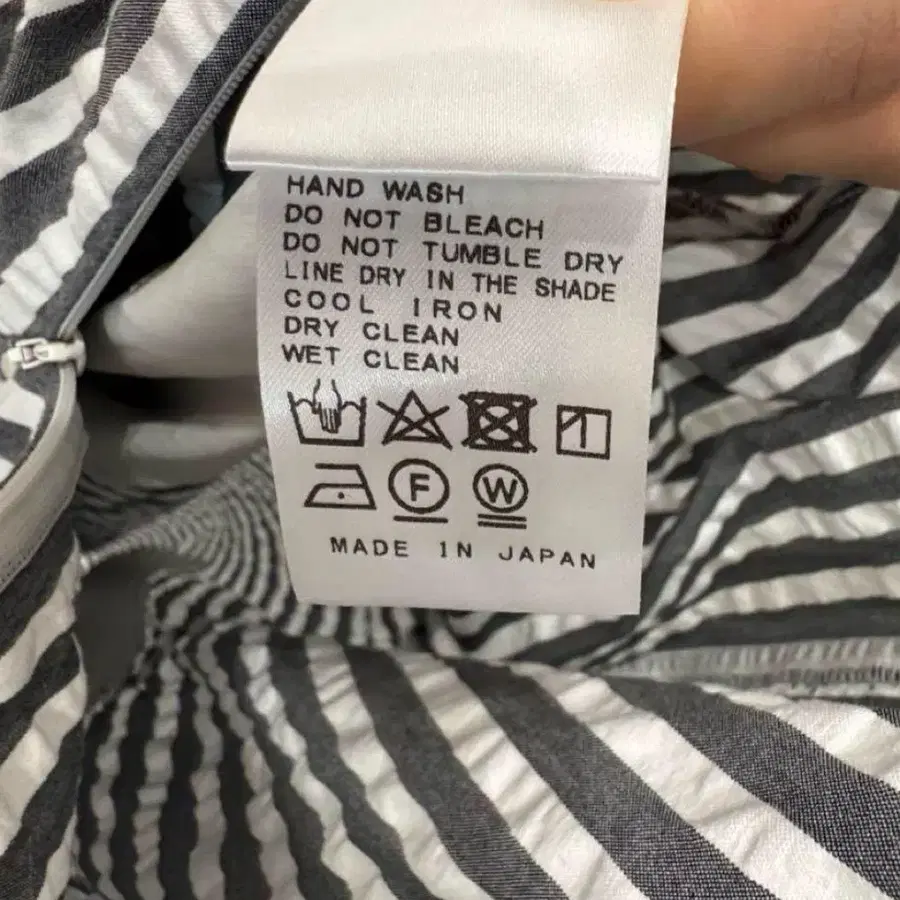 HAND WASH
DO NOT BLEACH
DO NOT TUMBLE DRY
LINE DRY IN THE SHADE
COOL IRON
DRY CLEAN
WET CLEAN
F W
MADE IN JAPAN